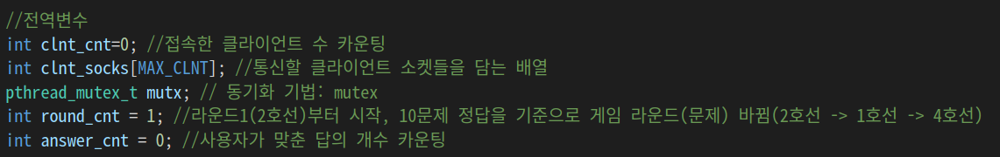 //전역변수
int clnt_cnt=0; //접속한 클라이언트 수 카운팅
int clnt_socks[MAX_CLNT]; //통신할 클라이언트 소켓들을 담는 배열
pthread_mutex_t mutx; // 동기화 기법: mutex
int round_cnt = 1; //라운드1(2호선)부터 시작, 10문제 정답을 기준으로 게임 라운드(문제) 바뀜(2호선 -> 1호선 -> 4호선)
int answer_cnt = 0; //사용자가 맞춘 답의 개수 카운팅